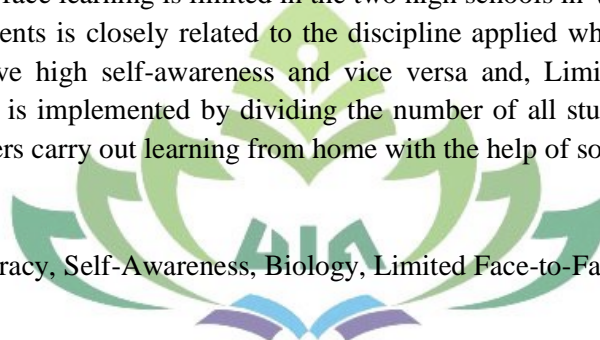 face learning is limited in the two high schools in
ents is closely related to the discipline applied wh
ve high self-awareness and vice versa and, Limi
is implemented by dividing the number of all stu
ers carry out learning from home with the help of so
racy, Self-Awareness, Biology, Limited Face-to-Fa
UIN